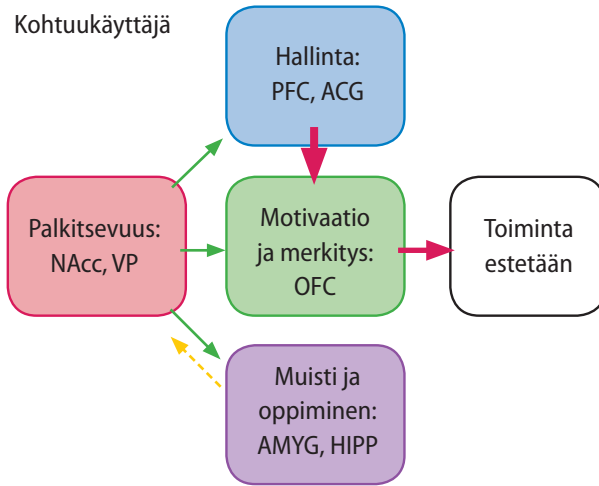 Kohtuukäyttäjä
Hallinta:
PFC, ACG
Palkitsevuus:
NAcc, VP
Motivaatio
ja merkitys:
OFC
Toiminta
estetään
Muisti ja
oppiminen:
AMYG, HIPP